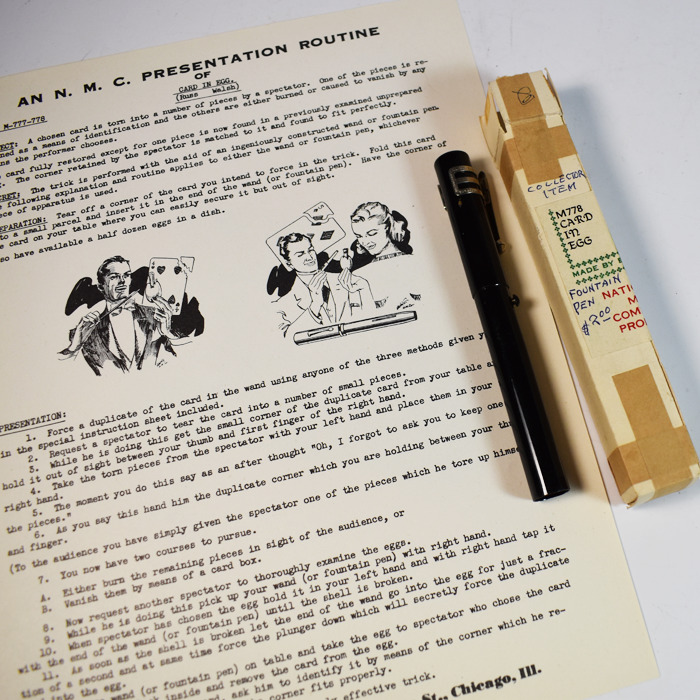 AN N. M. C. PRESENTATION ROUTINE
OF
CARD IN EGG.
(Russ Walsh)
M-777-778
A chosen card is torn into a number of pieces by a spectator. One of the pieces is re-
ned as a means of identification and the others are either burned or caused to vanish by any
ns the performer chooses.
card fully restored except for one piece is now found in a previously examined unprepared
The corner retained by the spectator is matched to it and found to fit perfectly.
The trick is performed with the aid of an ingeniously constructed wand or fountain pen.
e following explanation and routine applies to either the wand or fountain pen, whichever
ece of apparatus is used.
EPARATION: Tear off a corner of the card you intend to force in the trick. Fold this card
to a small parcel and insert it in the end of the wand (or fountain pen). Have the corner of
e card on your table where you can easily secure it but out of sight.
so have available a half dozen eggs in a dish.
PRESENTATION:
1. Force a duplicate of the card in the wand using anyone of the three methods given y
in the special instruction sheet included.
2. Request a spectator to tear the card into a number of small pieces.
3. While he is doing this get the small corner of the duplicate card from your table a
hold it out of sight between your thumb and first finger of the right hand.
4. Take the torn pieces from the spectator with your left hand and place them in your
right hand.
5. The moment you do this say as an after thought "Oh, I forgot to ask you to keep one
the pieces."
6. As you say this hand him the duplicate corner which you are holding between your th
and finger.
(To the audience you have simply given the spectator one of the pieces which he tore up himse
7. You now have two courses to pursue.
A. Either burn the remaining pieces in sight of the audience, or
B. Vanish them by means of a card box.
8. Now request another spectator to thoroughly examine the eggs.
9. While he is doing this pick up your wand (or fountain pen) with right hand.
10. When spectator has chosen the egg hold it in your left hand and with right hand tap it
with the end of the wand (or fountain pen) until the shell is broken.
11. As soon as the shell is broken let the end of the wand go into the egg for just a frac-
tion of a second and at same time force the plunger down which will secretly force the duplicate
into the egg.
wand (or fountain pen) on table and take the egg to spectator who chose the card
inside and remove the card from the egg.
ask him to identify it by means of the corner which he re-
corner fits properly.
effective trick.
St., Chicago, Ill.
COLLECTOR
ITEM
M778
CARD
IN
EGG
MADE BY
FOUNTAIN
PEN
$2.00
NATI
M
COM
PRO